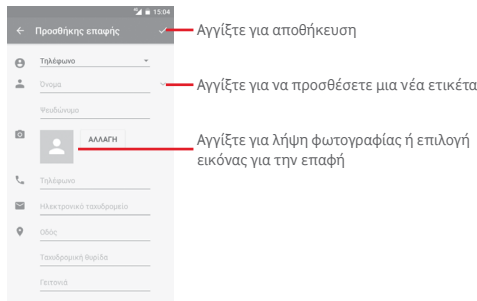 4G 15:04
Προσθήκης επαφής
Αγγίξτε για αποθήκευση
Τηλέφωνο
Όνομα
Αγγίξτε για να προσθέσετε μια νέα ετικέτα
Ψευδώνυμο
ΑΛΛΑΓΗ
Αγγίξτε για λήψη φωτογραφίας ή επιλογή
εικόνας για την επαφή
Τηλέφωνο
Ηλεκτρονικό ταχυδρομείο
Οδός
Ταχυδρομική θυρίδα
Γειτονιά